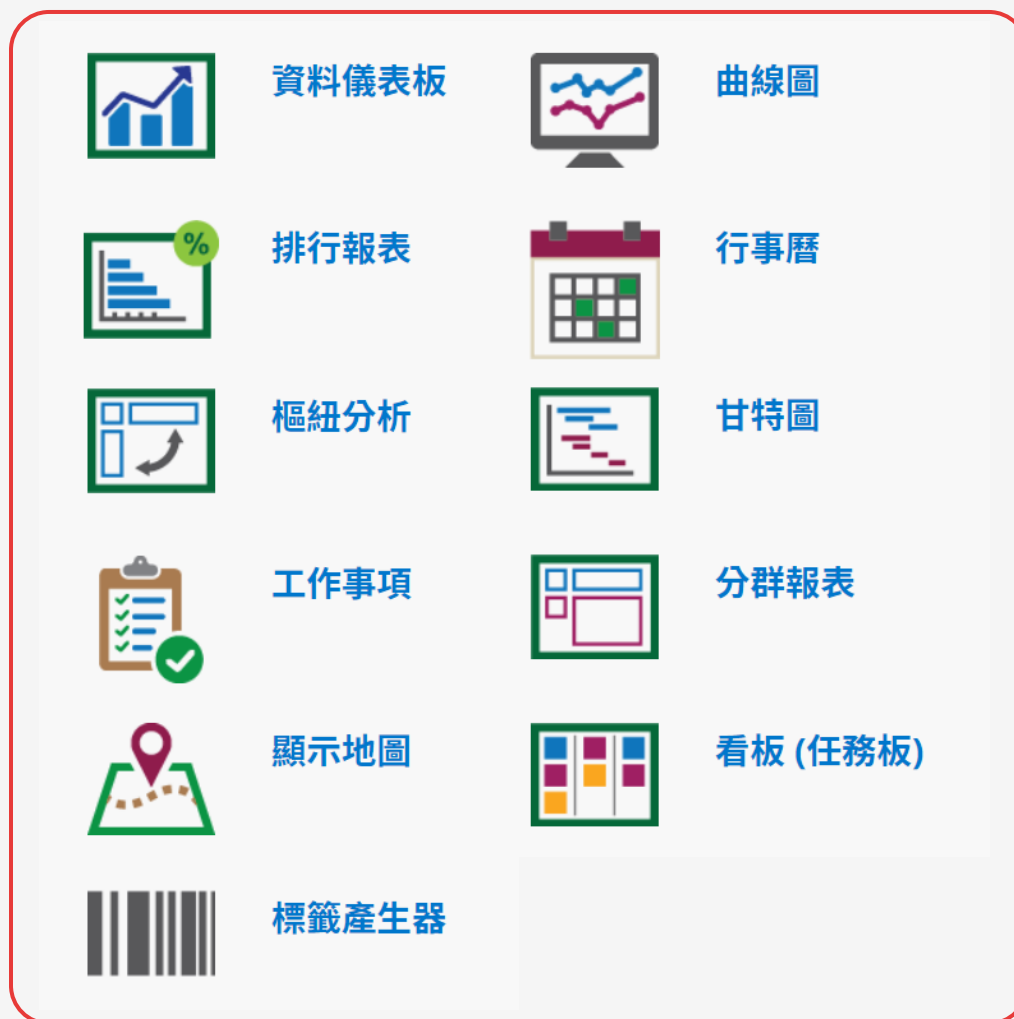 資料儀表板
曲線圖
%
排行報表
行事曆
樞紐分析
甘特圖
工作事項
分群報表
顯示地圖
看板 (任務板)
標籤產生器